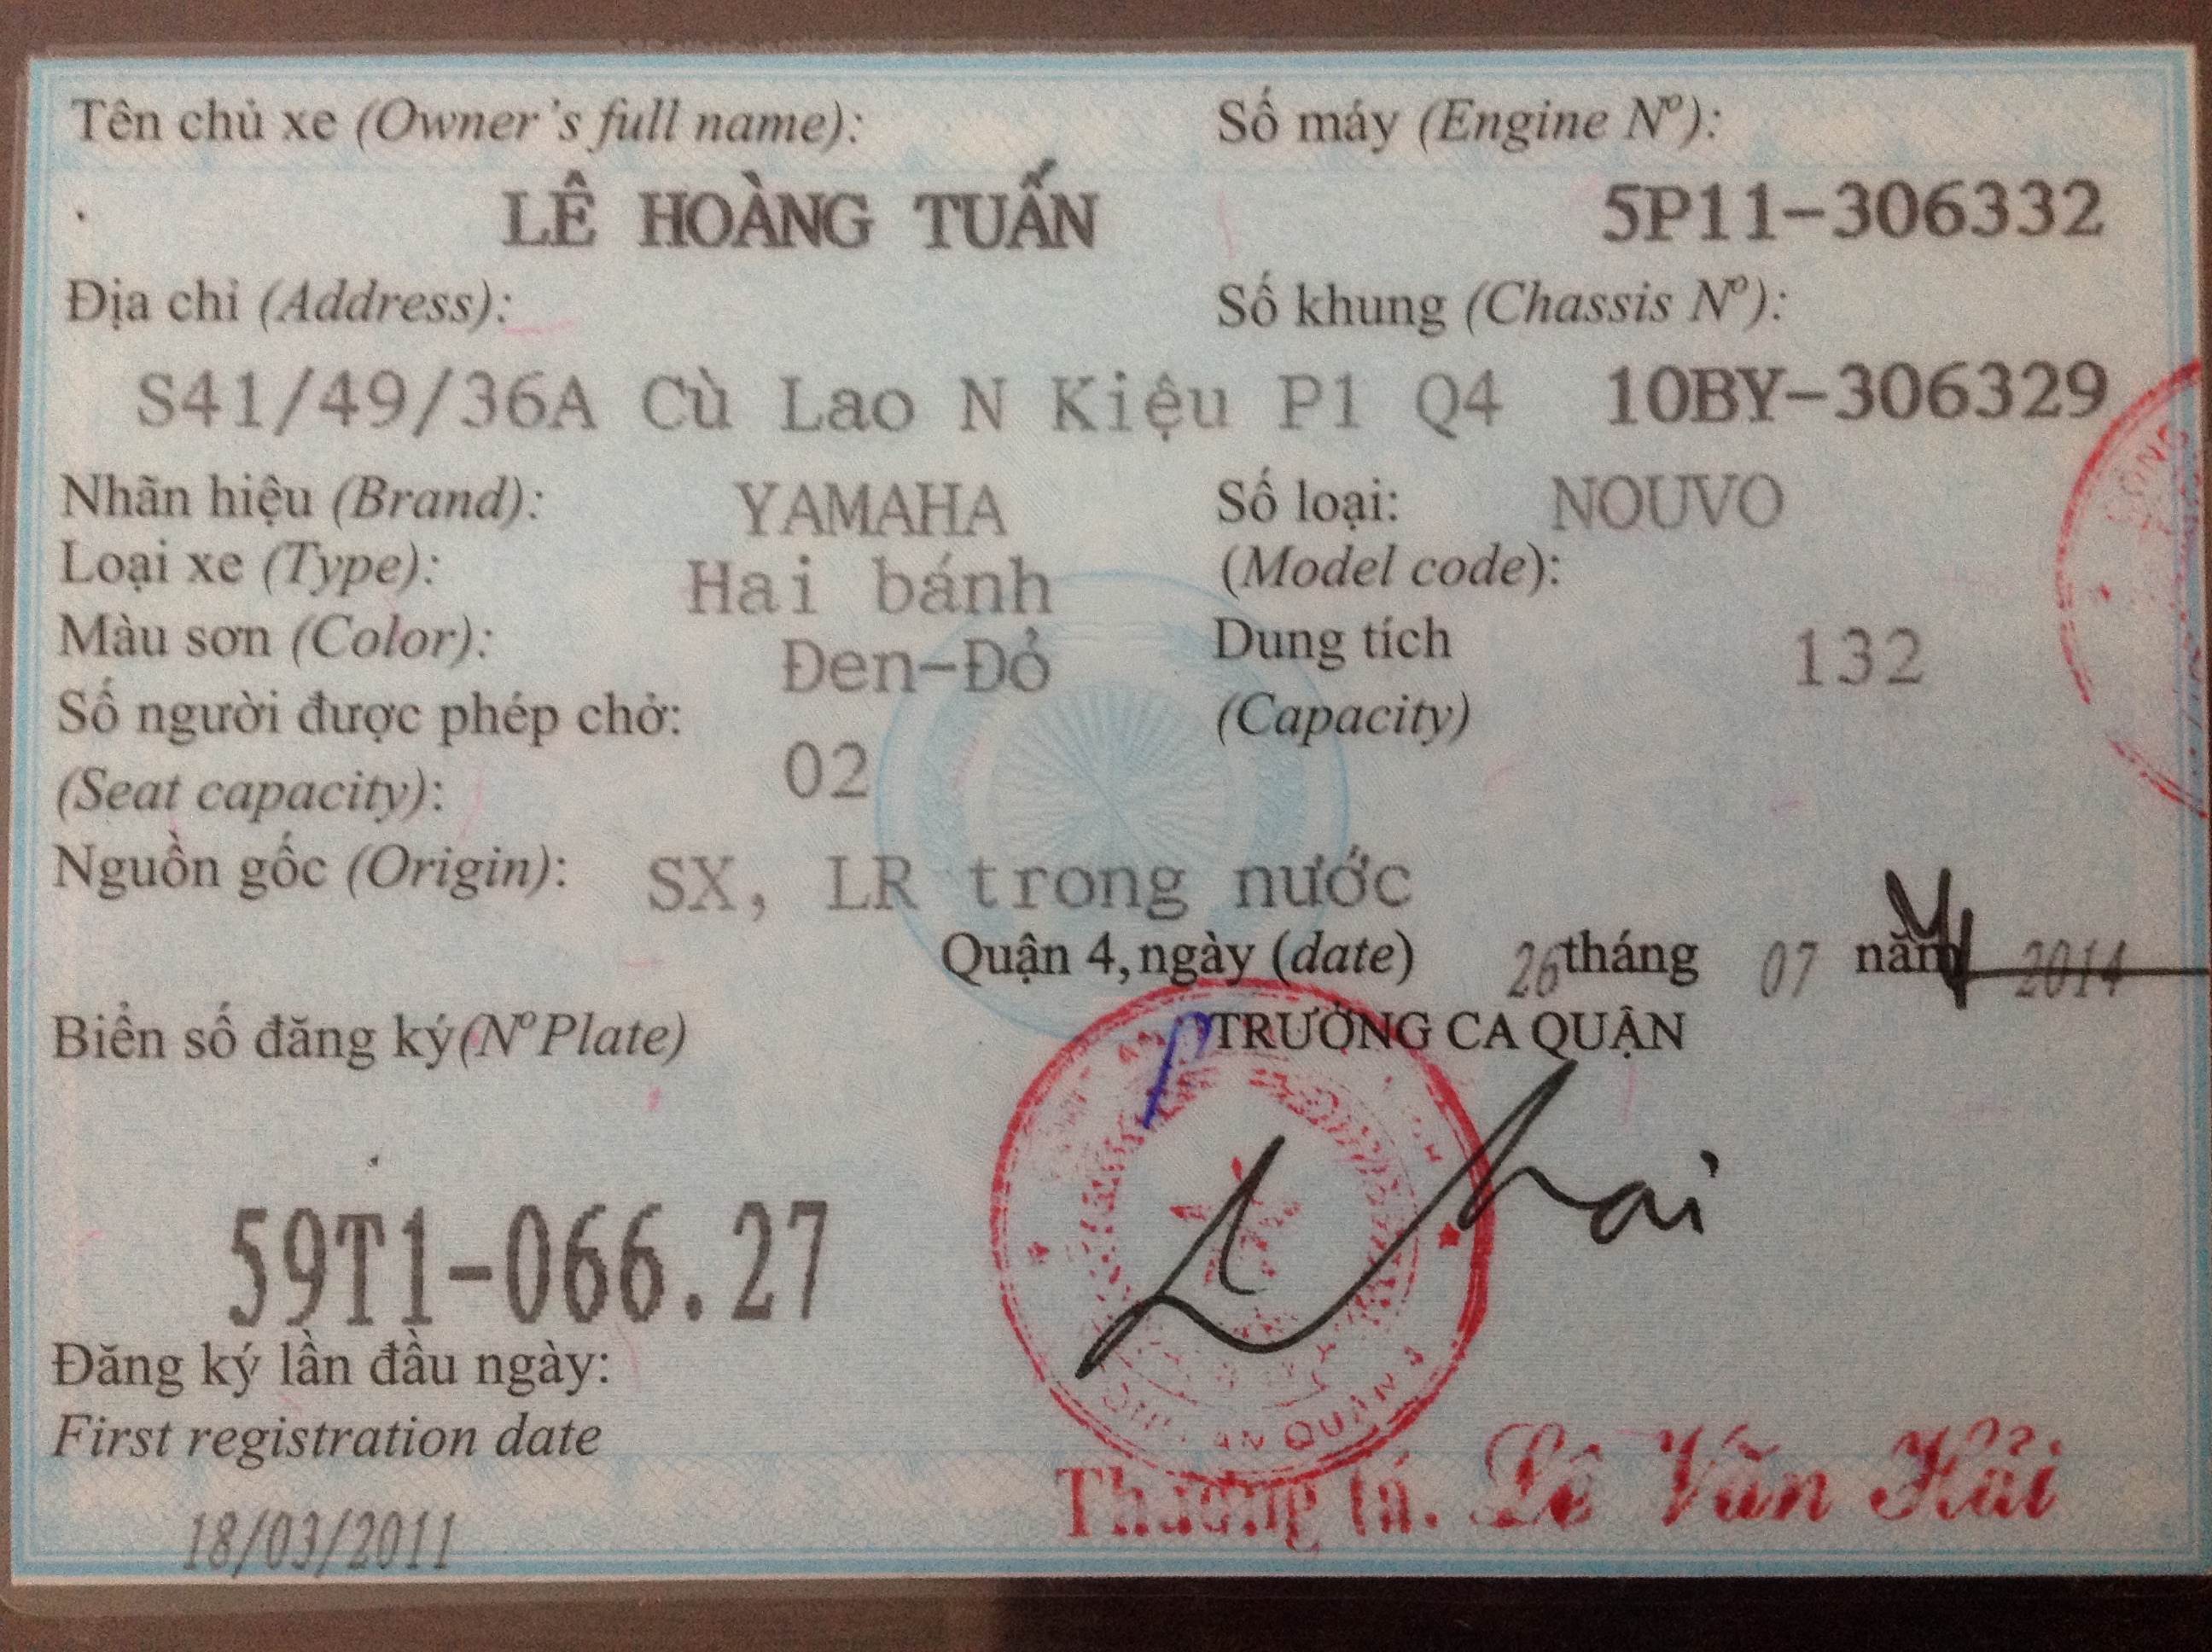 Tên chủ xe (Owner's full name):
LÊ HOÀNG TUẤN
Số máy (Engine Nº):
5P11-306332
Địa chỉ (Address):
S41/49/36A Cù Lao N Kiệu P1 Q4
Số khung (Chassis Nº):
10BY-306329
Nhãn hiệu (Brand): YAMAHA
Số loại: NOUVO
(Model code):
Loại xe (Type): Hai bánh
Màu sơn (Color): Đen-Đỏ
Dung tích 132
(Capacity)
Số người được phép chở: 02
(Seat capacity):
Nguồn gốc (Origin): SX, LR trong nước
Quận 4, ngày (date) 26 tháng 07 năm 2014
TRƯỞNG CA QUẬN
Biển số đăng ký (Nº Plate)
59T1-066.27
Đăng ký lần đầu ngày:
First registration date
18/03/2011
AN QUẬN 4
Thượng tá. Lê Văn Hải